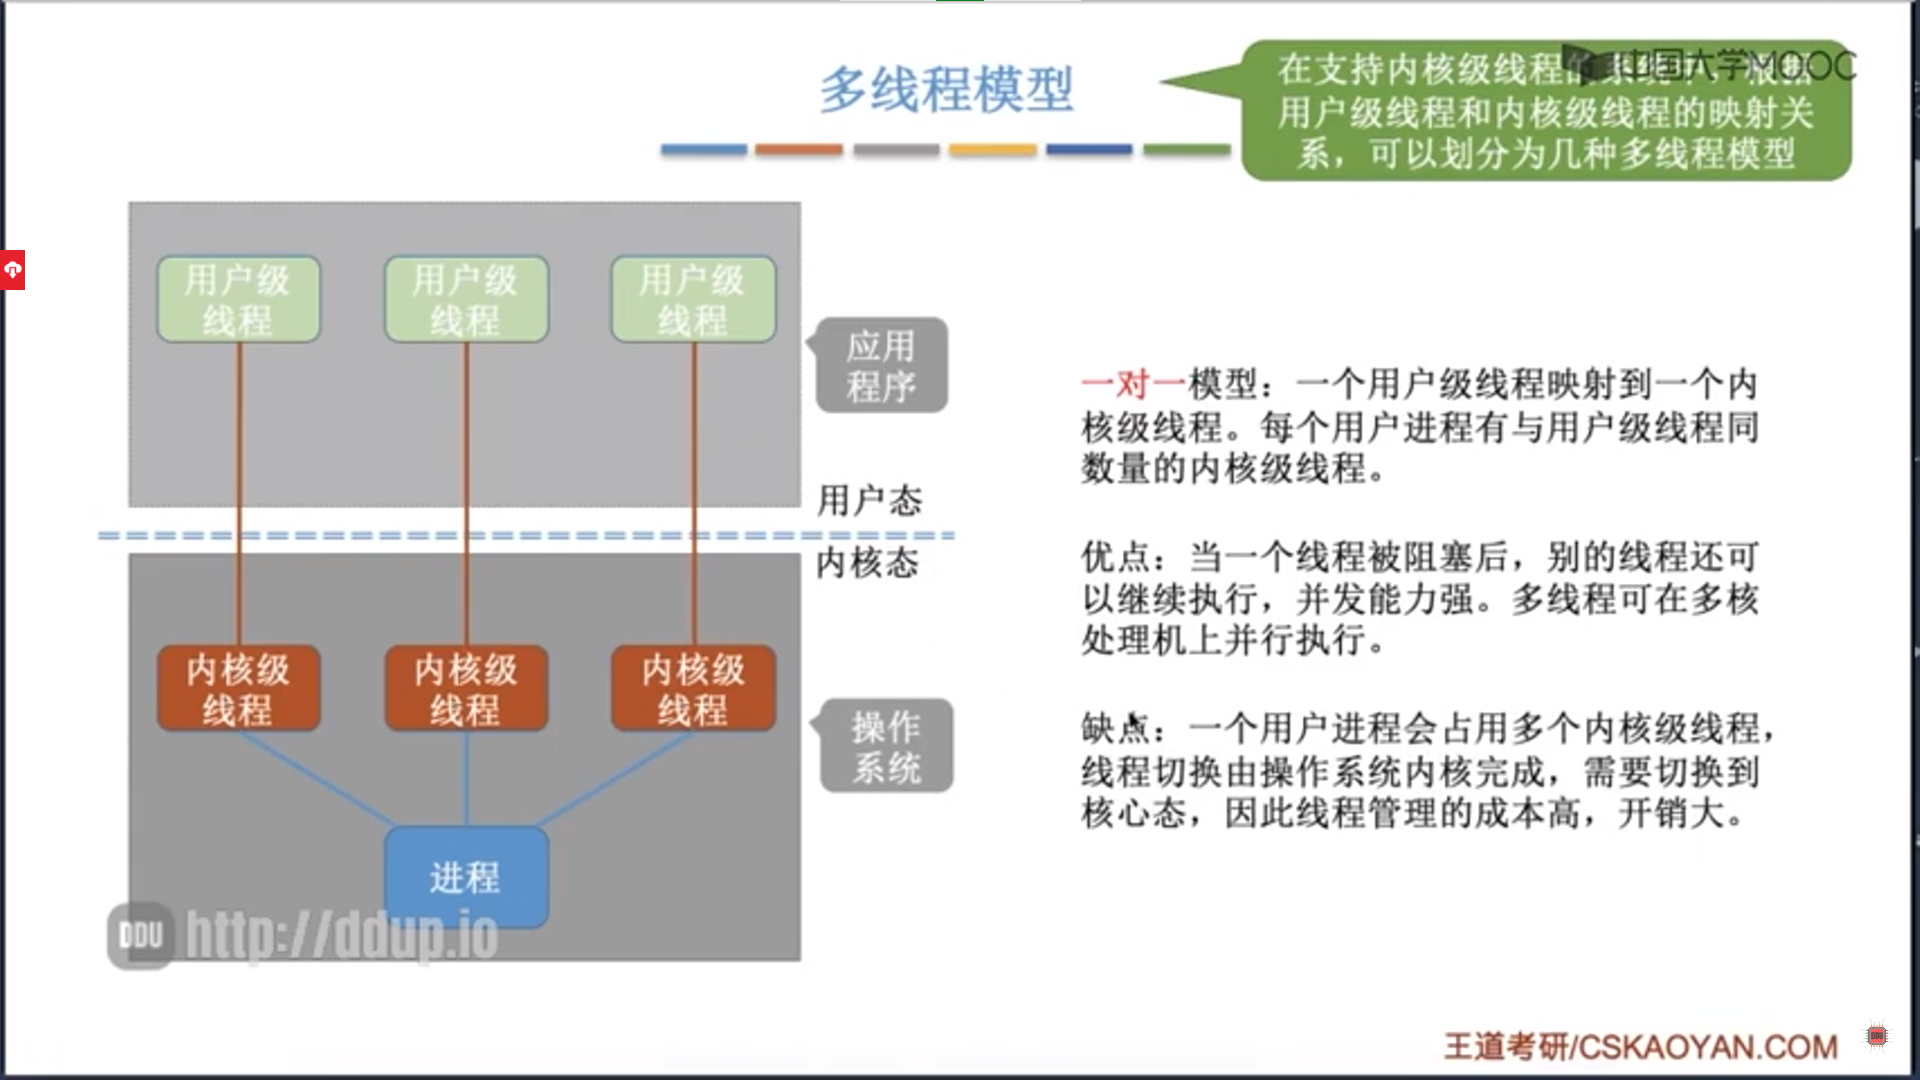 多线程模型
在支持内核级线程的系统中，根据
用户级线程和内核级线程的映射关
系，可以划分为几种多线程模型
中国大学MOOC
用户级
线程
用户级
线程
用户级
线程
应用
程序
用户态
内核态
内核级
线程
内核级
线程
内核级
线程
操作
系统
进程
一对一模型：一个用户级线程映射到一个内
核级线程。每个用户进程有与用户级线程同
数量的内核级线程。
优点：当一个线程被阻塞后，别的线程还可
以继续执行，并发能力强。多线程可在多核
处理机上并行执行。
缺点：一个用户进程会占用多个内核级线程，
线程切换由操作系统内核完成，需要切换到
核心态，因此线程管理的成本高，开销大。
DDU http://ddup.io
王道考研/CSKAOYAN.COM